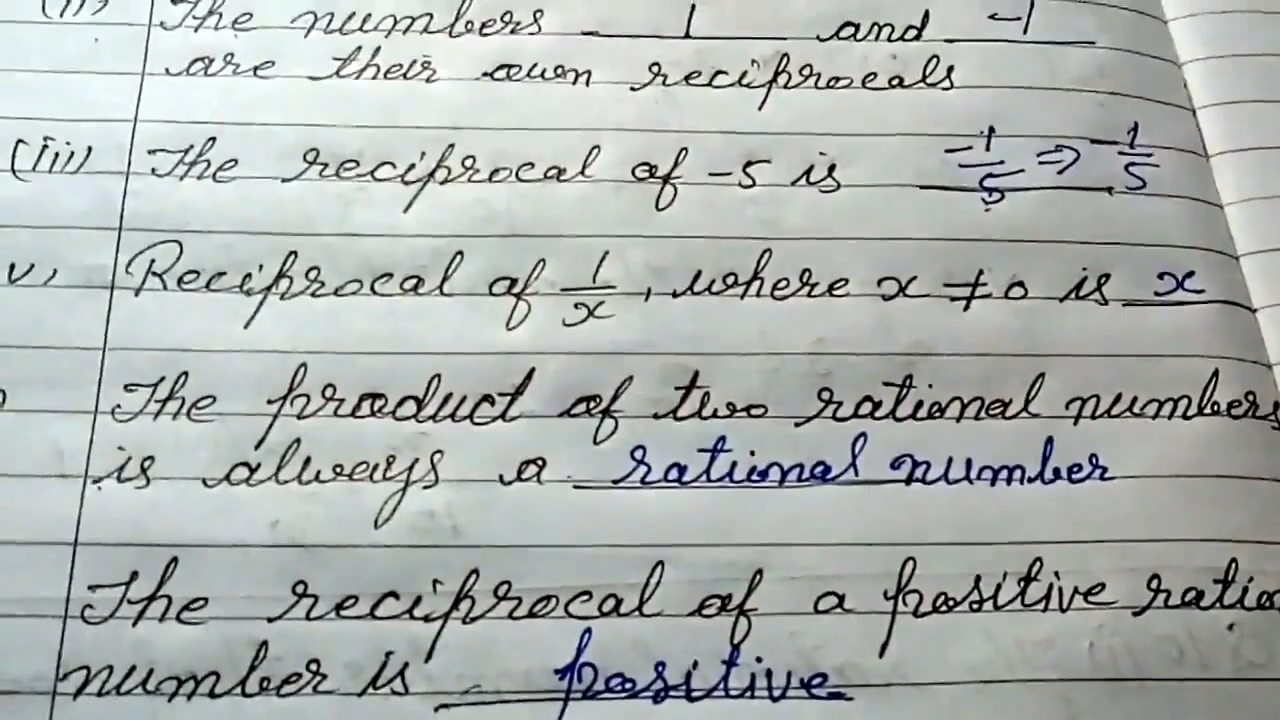 (ii) The numbers 1 and -1
are their own reciprocals
(iii) The reciprocal of -5 is -1/5 ⇒ -1/5
v, Reciprocal of 1/x, where x ≠ 0 is x
The product of two rational numbers
is always a rational number
The reciprocal of a positive ratio
number is positive